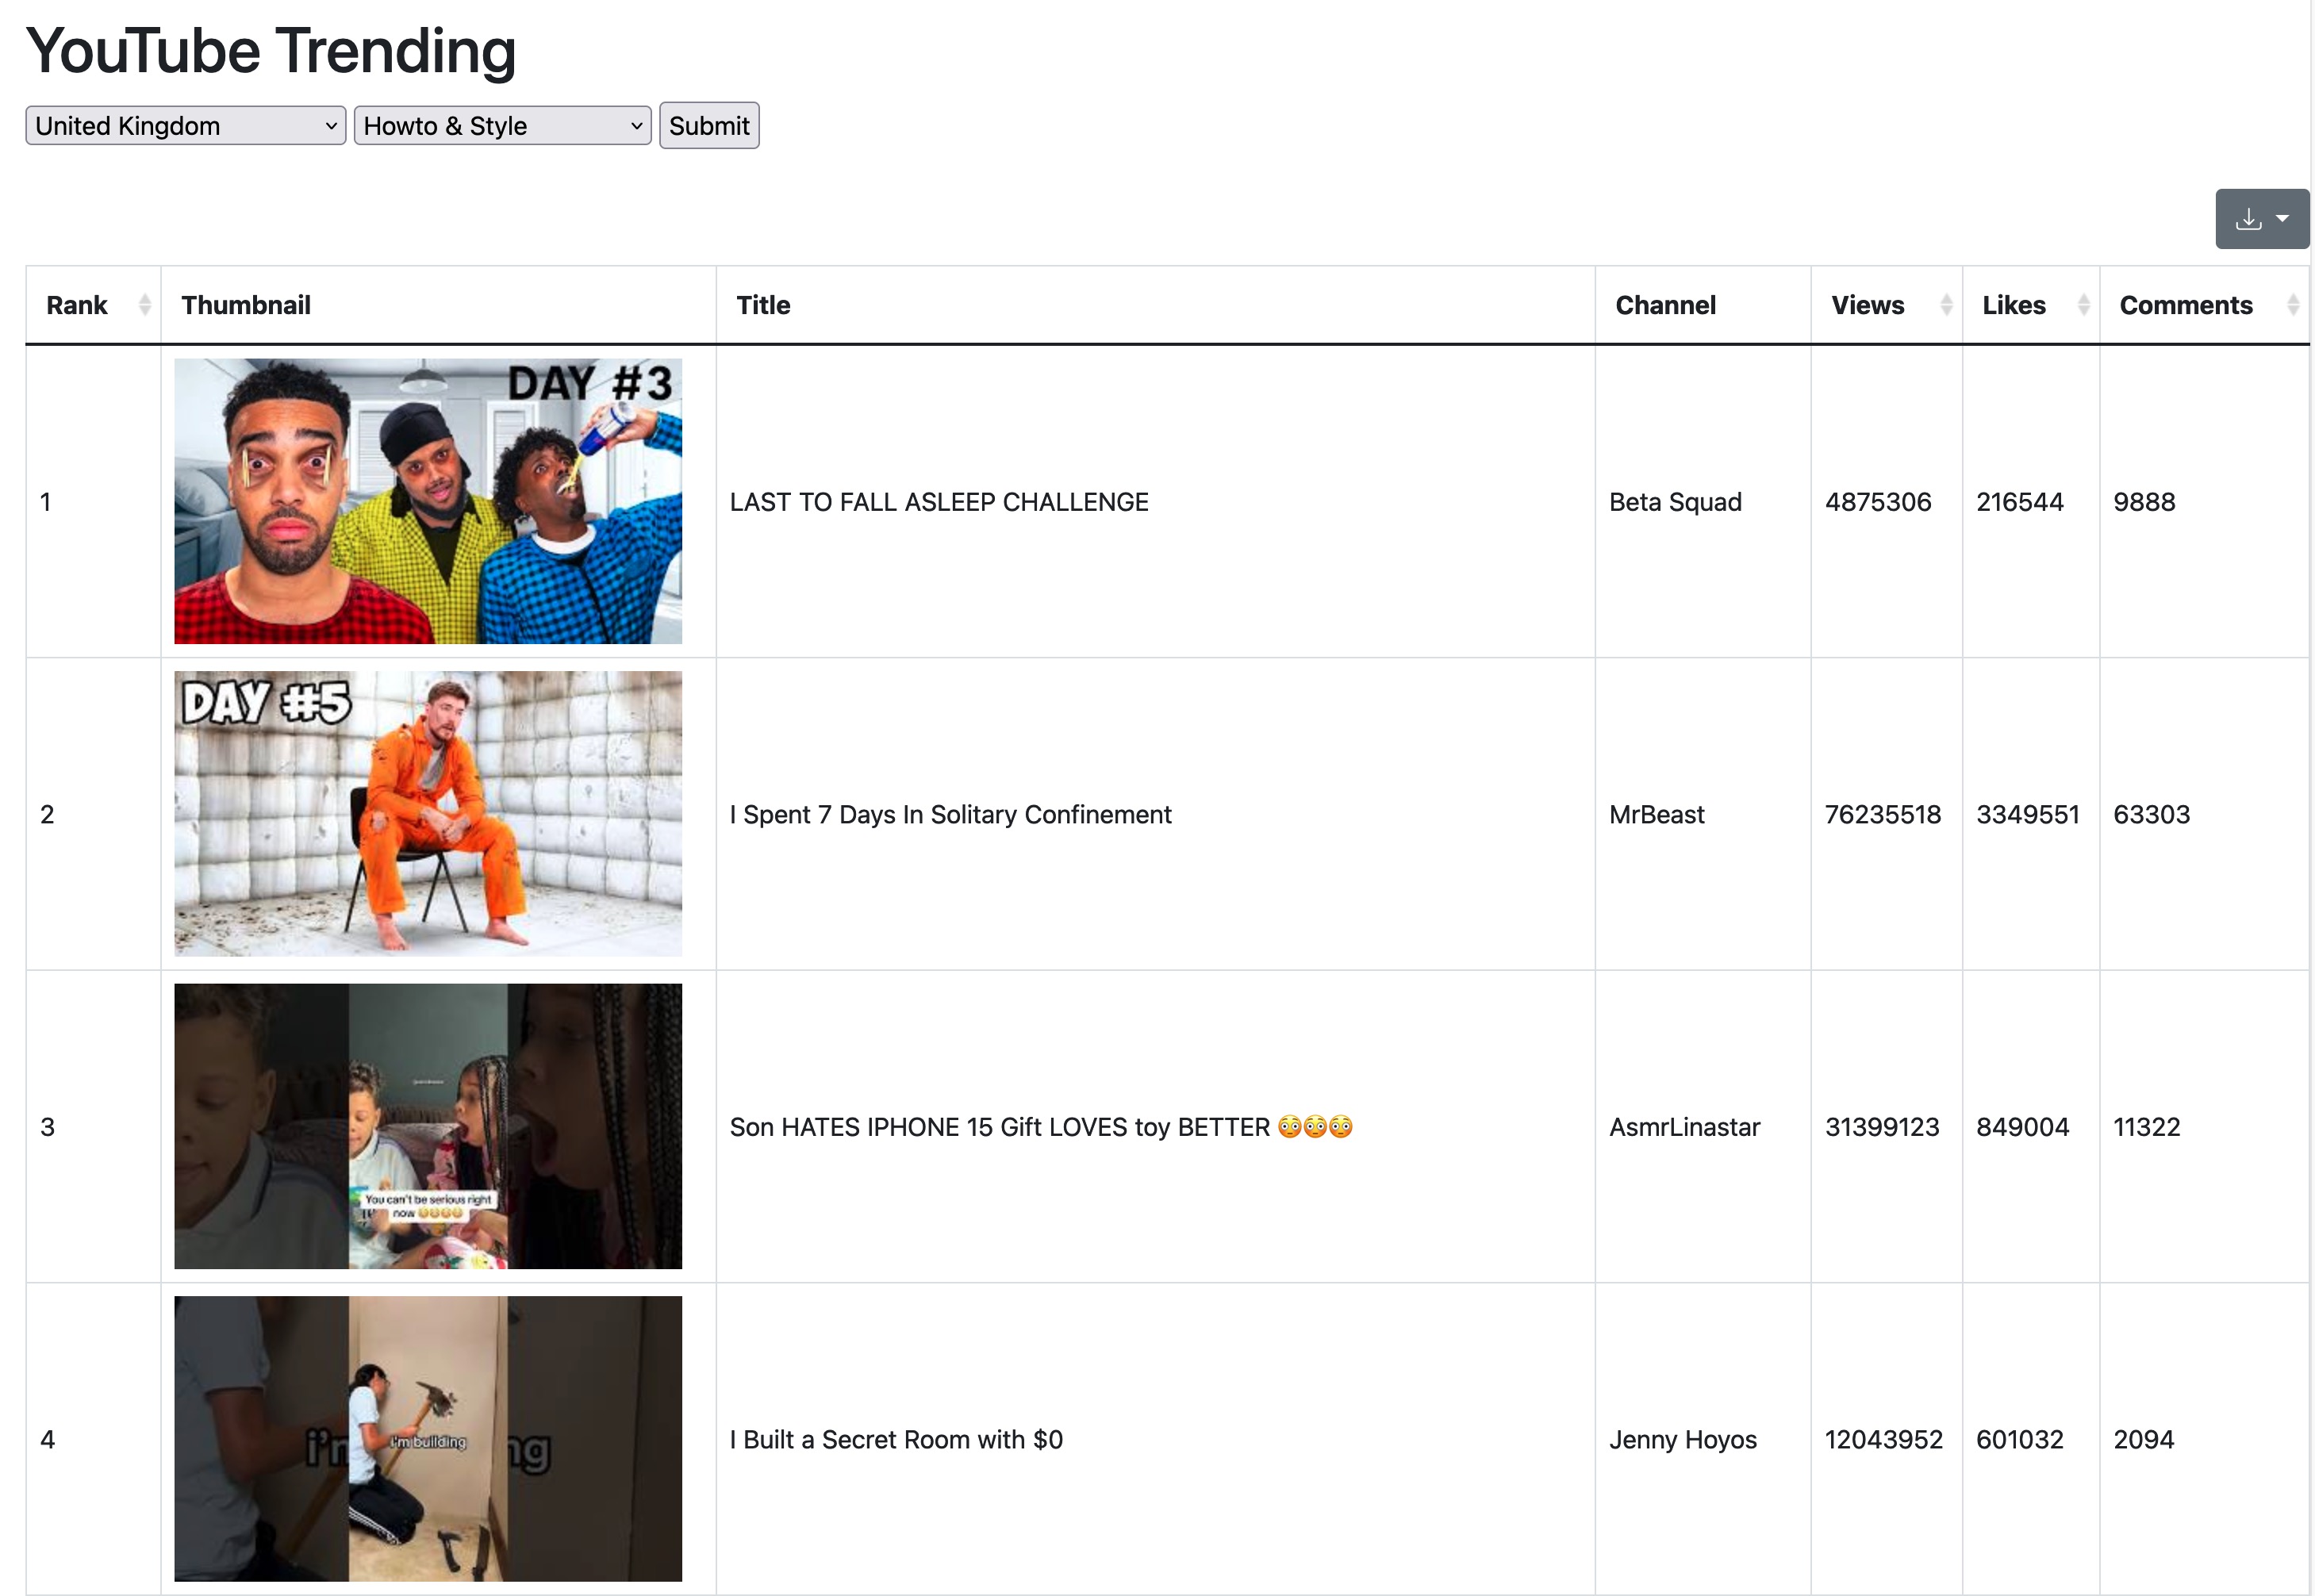 YouTube Trending
United Kingdom Howto & Style Submit
Rank Thumbnail Title Channel Views Likes Comments
DAY #3
1 LAST TO FALL ASLEEP CHALLENGE Beta Squad 4875306 216544 9888
DAY #5
2 I Spent 7 Days In Solitary Confinement MrBeast 76235518 3349551 63303
3 Son HATES IPHONE 15 Gift LOVES toy BETTER 😳😳😳 AsmrLinastar 31399123 849004 11322
You can't be serious right
now 😳😳😳😳
4 I Built a Secret Room with $0 Jenny Hoyos 12043952 601032 2094
i'm building